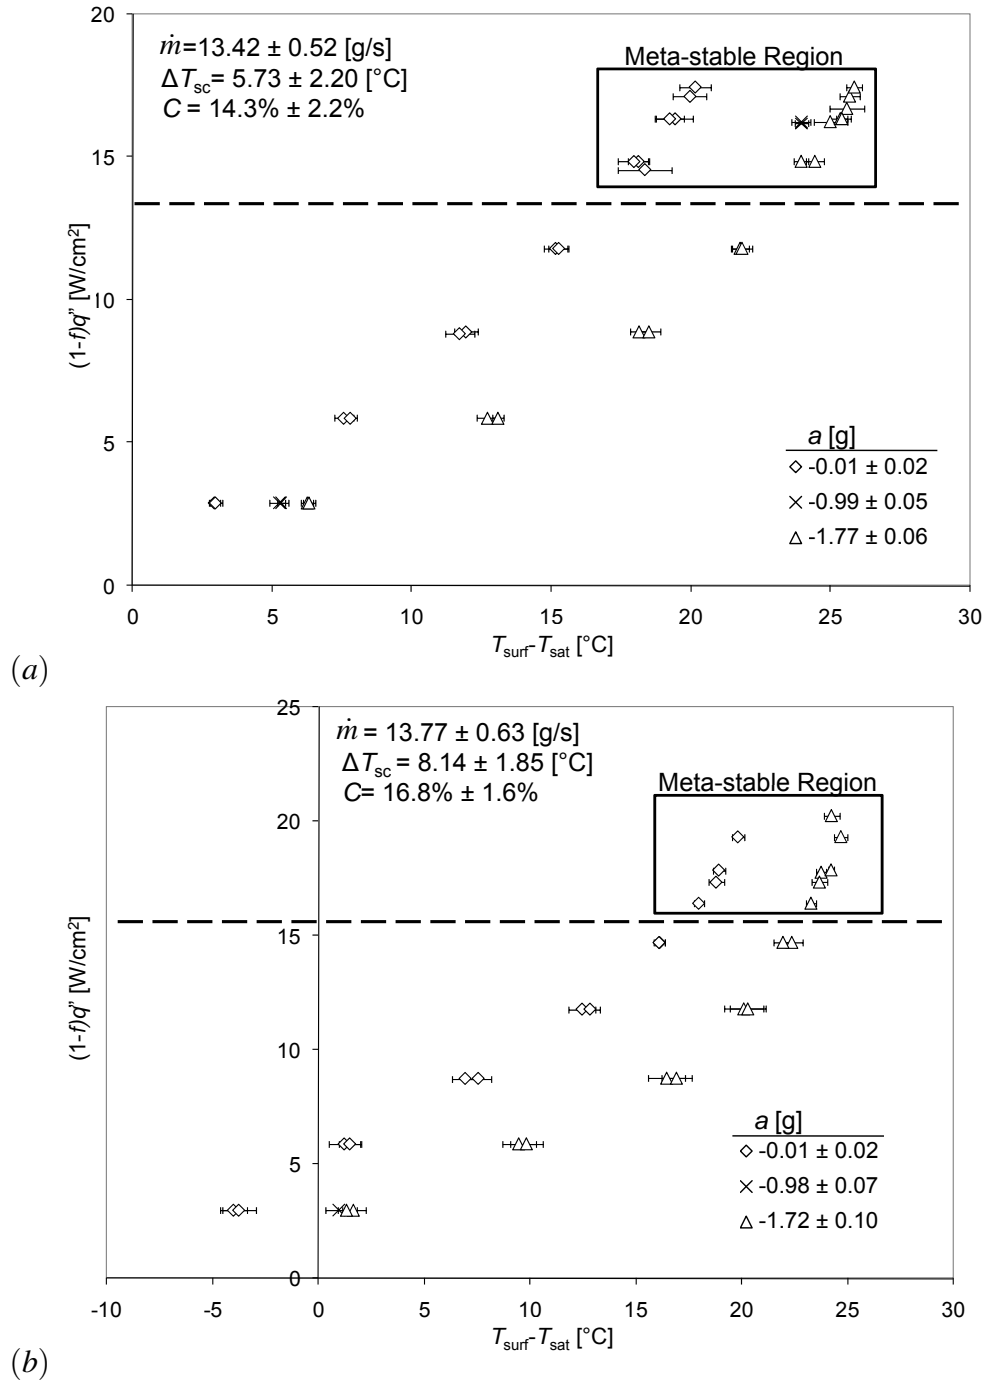 20
ṁ=13.42 ± 0.52 [g/s]
ΔTsc= 5.73 ± 2.20 [°C]
C = 14.3% ± 2.2%
Meta-stable Region
15
(1-f)q” [W/cm²]
10
a [g]
-0.01 ± 0.02
-0.99 ± 0.05
-1.77 ± 0.06
5
0
0 5 10 15 20 25 30
Tsurf-Tsat [°C]
(a)
25
ṁ = 13.77 ± 0.63 [g/s]
ΔTsc = 8.14 ± 1.85 [°C]
C= 16.8% ± 1.6%
Meta-stable Region
20
15
(1-f)q” [W/cm²]
10
a [g]
-0.01 ± 0.02
-0.98 ± 0.07
-1.72 ± 0.10
5
0
-10 -5 0 5 10 15 20 25 30
Tsurf-Tsat [°C]
(b)